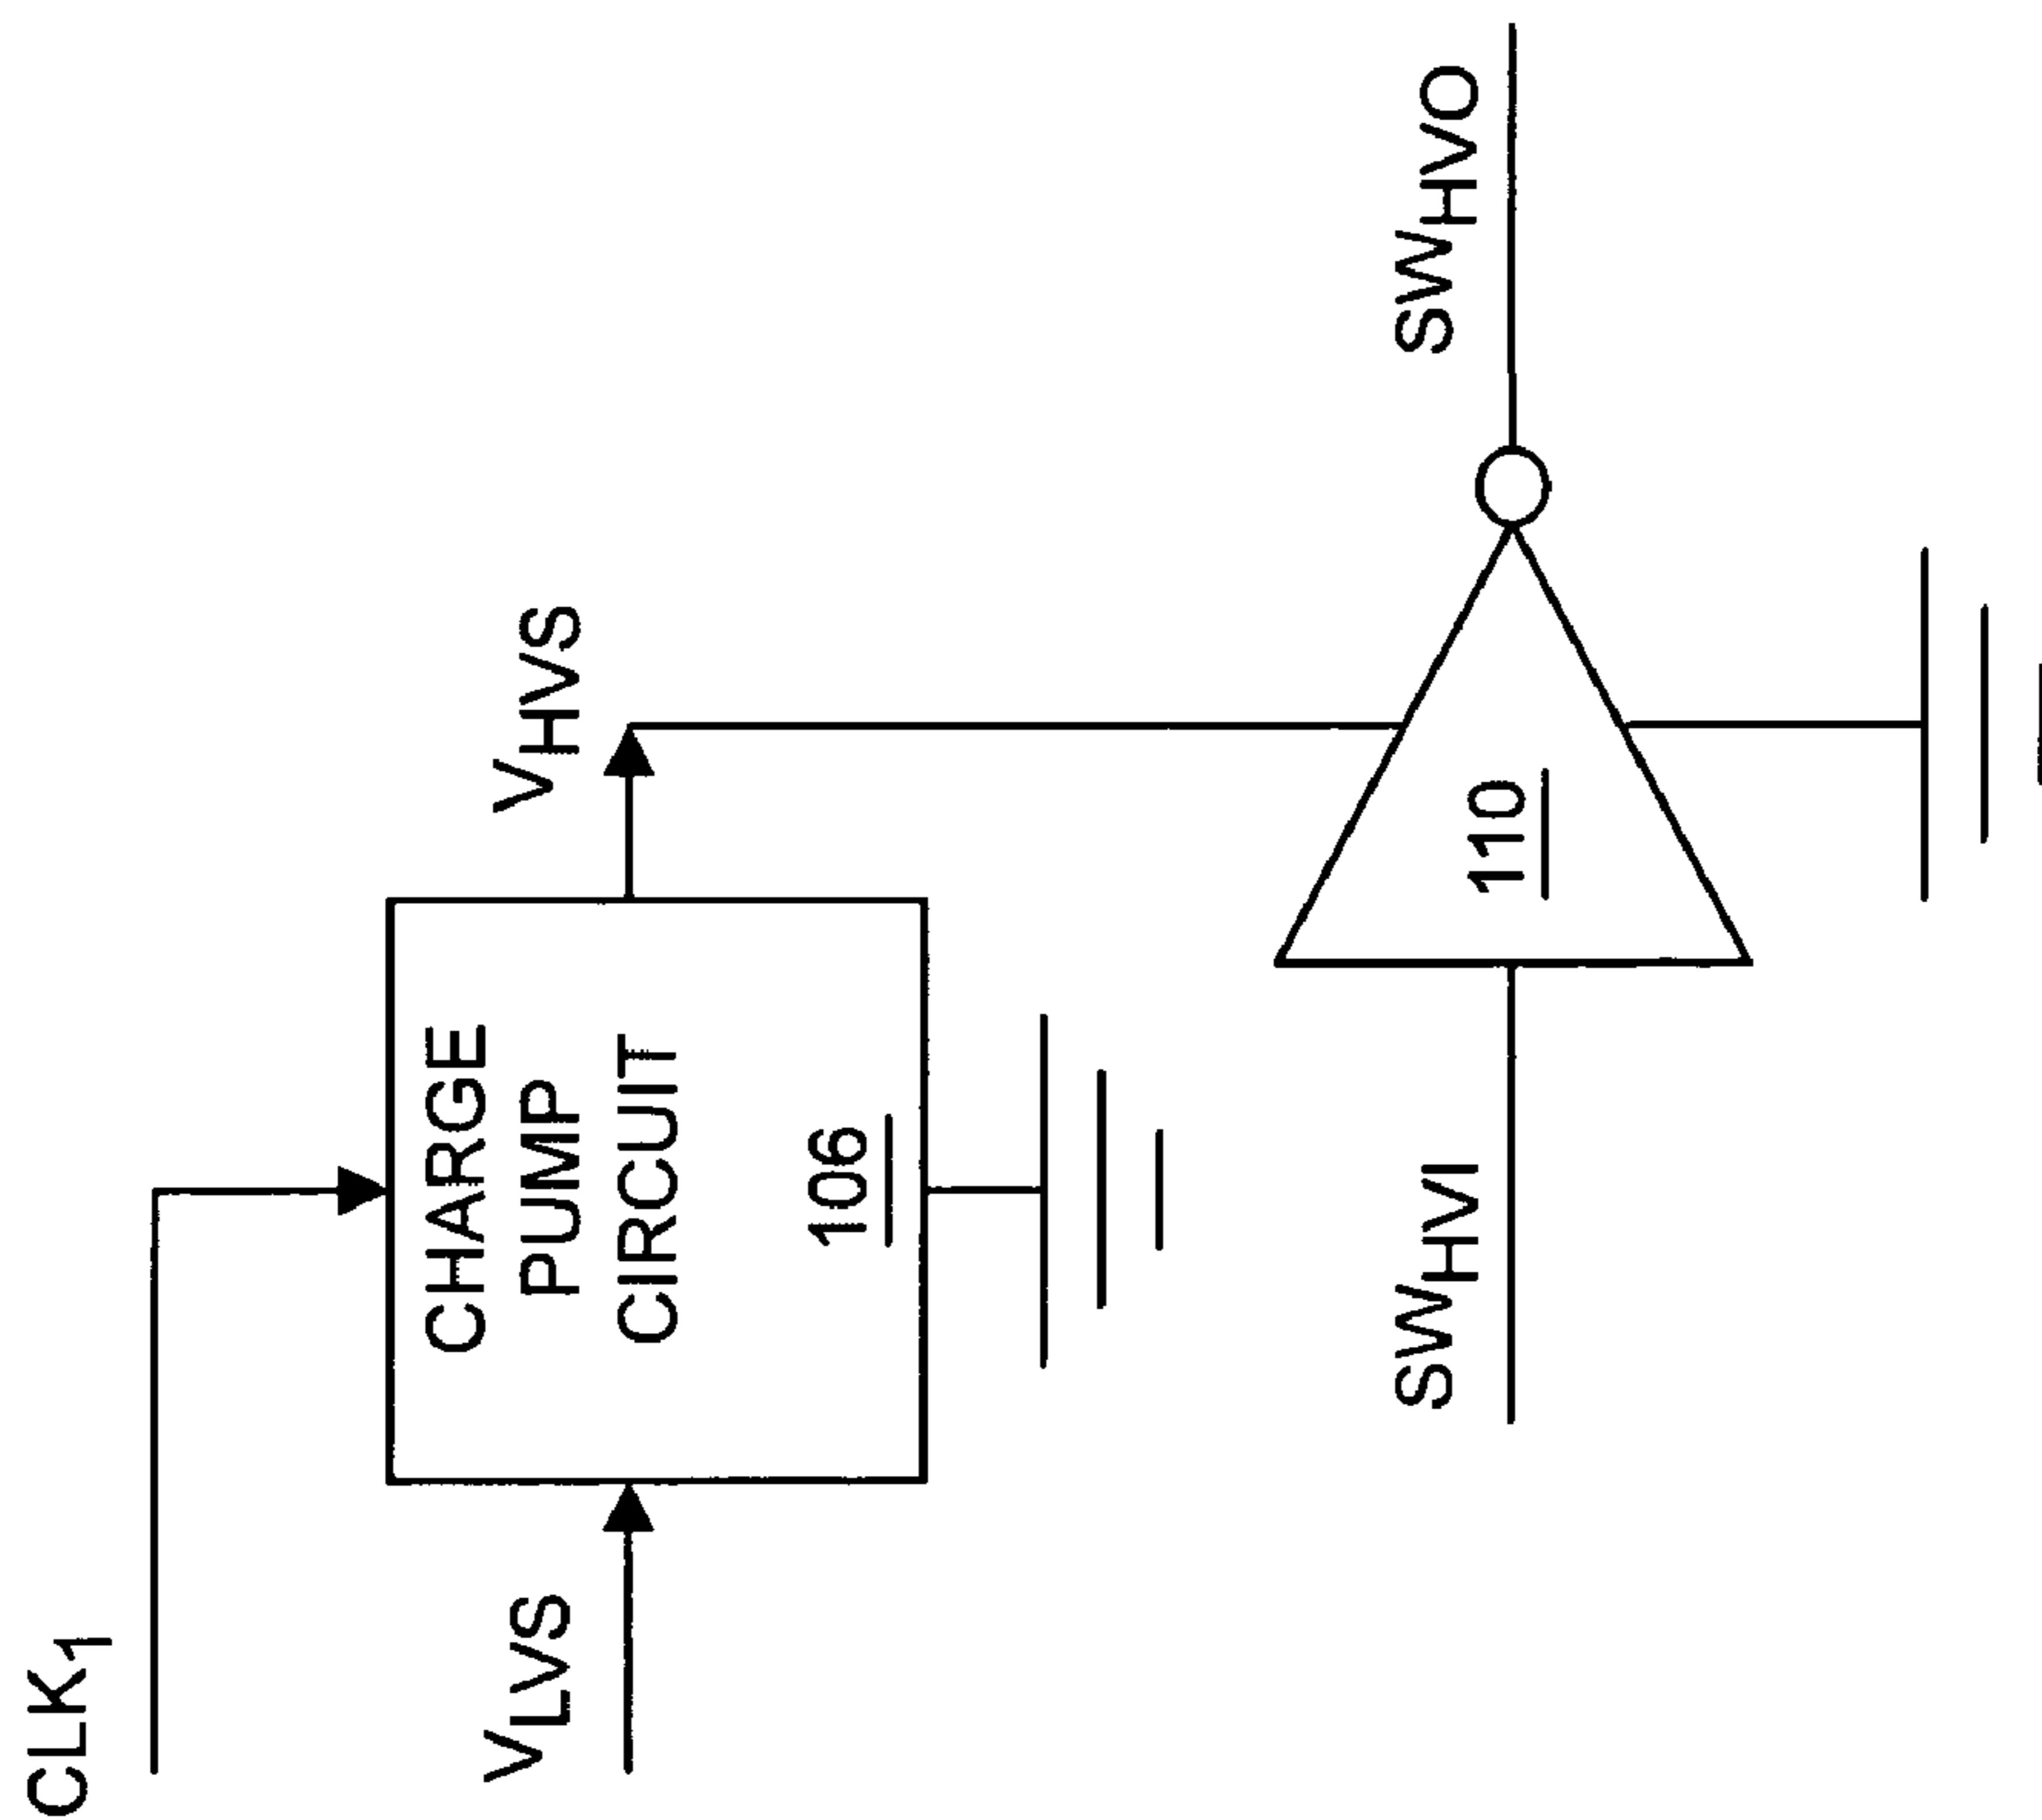 CLK1
VLVS
CHARGE
PUMP
CIRCUIT
106
VHVS
SWHVI
110
SWHVO